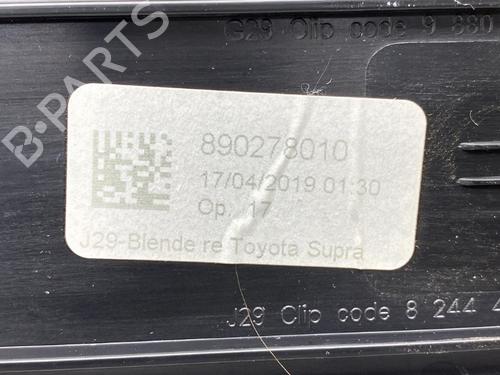 G29 Clip code 9 880
B-PARTS
890278010
17/04/2019 01:30
Op. 17
J29-Blende re Toyota Supra
J29 Clip code 8 244 4